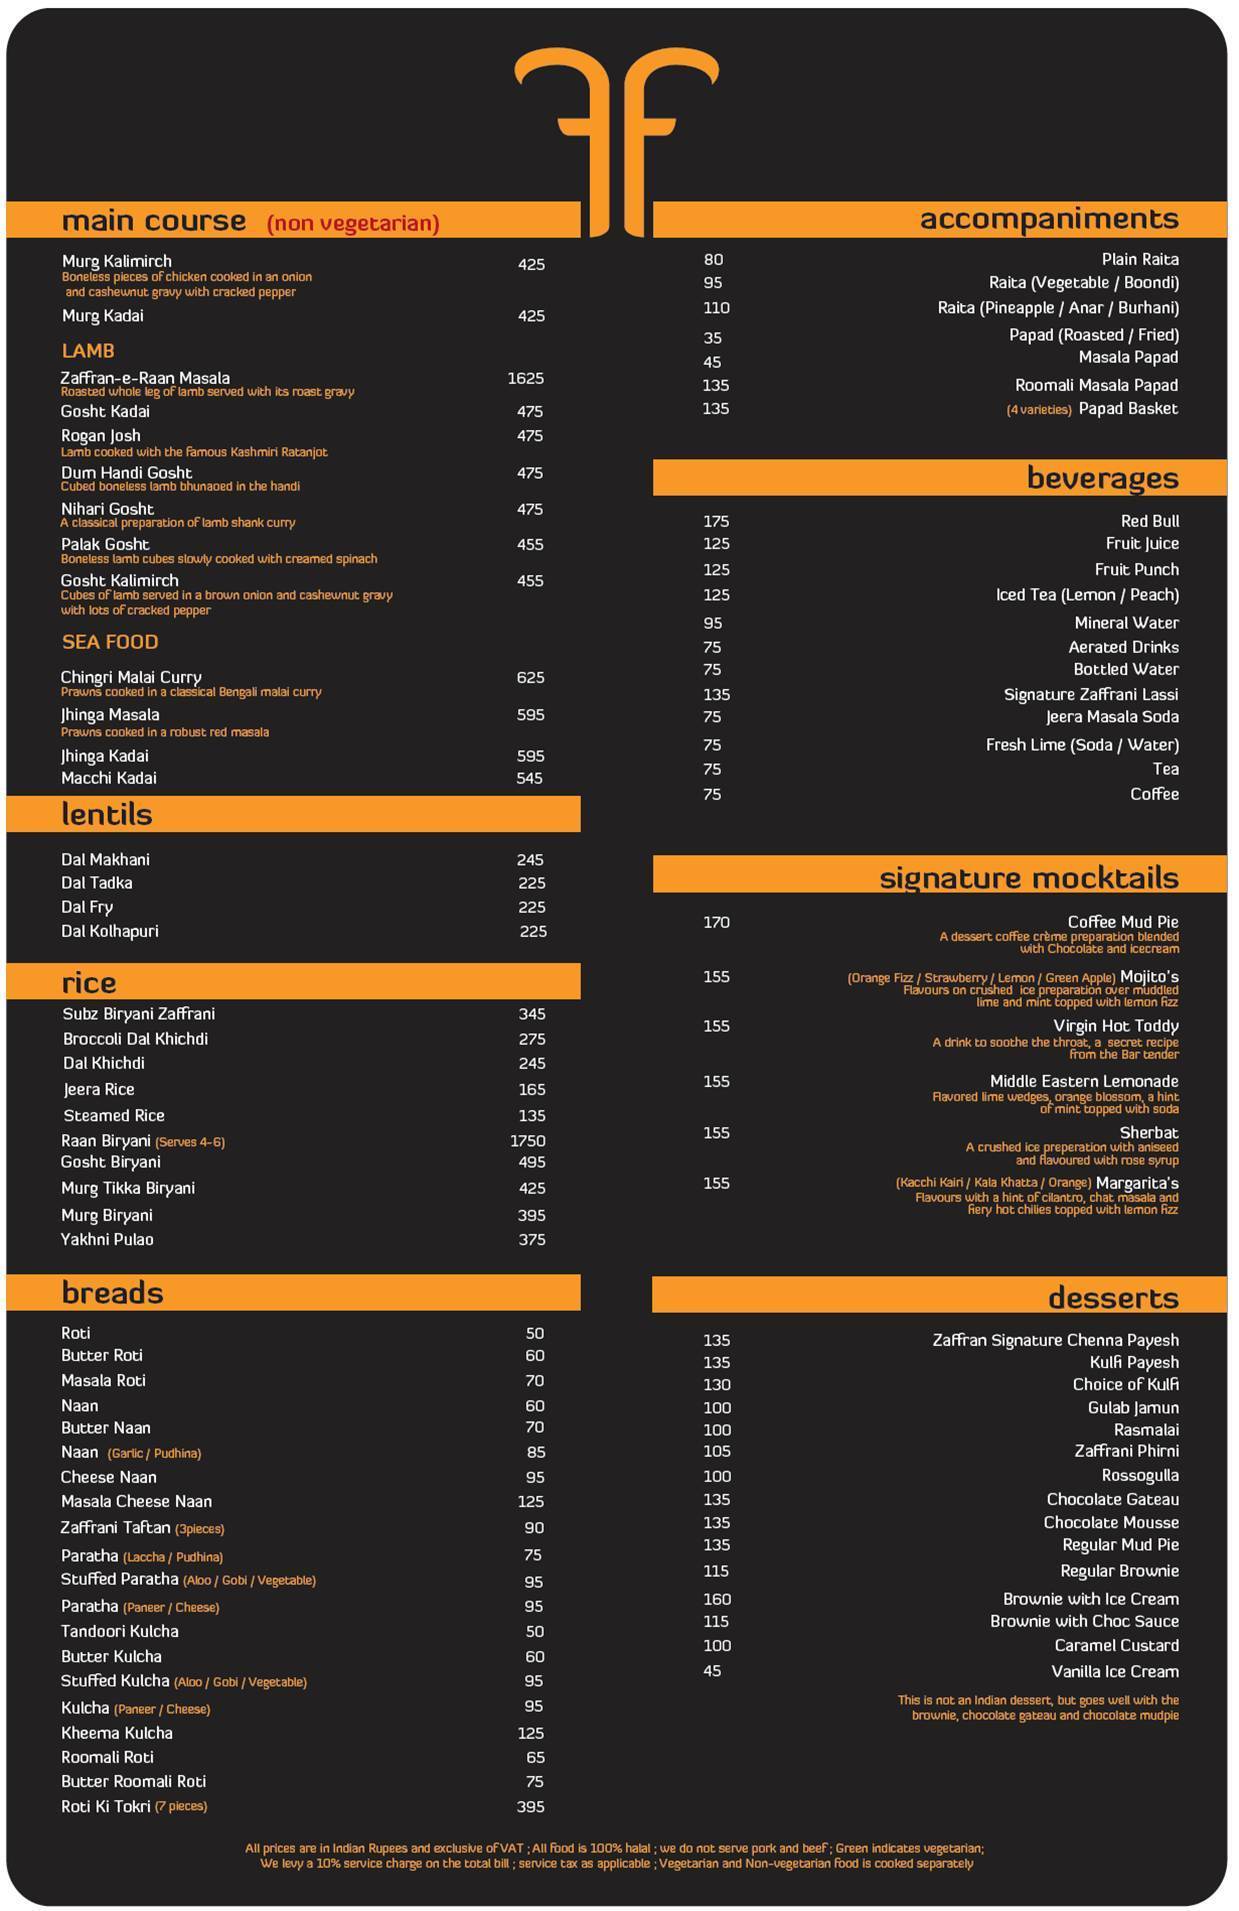 main course (non vegetarian)
Murg Kalimirch 425
Boneless pieces of chicken cooked in an onion
and cashewnut gravy with cracked pepper
Murg Kadai 425
LAMB
Zaffran-e-Raan Masala 1625
Roasted whole leg of lamb served with its roast gravy
Gosht Kadai 475
Rogan Josh 475
Lamb cooked with the famous Kashmiri Ratanjot
Dum Handi Gosht 475
Cubed boneless lamb bhunaoed in the handi
Nihari Gosht 475
A classical preparation of lamb shank curry
Palak Gosht 455
Boneless lamb cubes slowly cooked with creamed spinach
Gosht Kalimirch 455
Cubes of lamb served in a brown onion and cashewnut gravy
with lots of cracked pepper
SEA FOOD
Chingri Malai Curry 625
Prawns cooked in a classical Bengali malai curry
Jhinga Masala 595
Prawns cooked in a robust red masala
Jhinga Kadai 595
Macchi Kadai 545
lentils
Dal Makhani 245
Dal Tadka 225
Dal Fry 225
Dal Kolhapuri 225
rice
Subz Biryani Zaffrani 345
Broccoli Dal Khichdi 275
Dal Khichdi 245
Jeera Rice 165
Steamed Rice 135
Raan Biryani (Serves 4-6) 1750
Gosht Biryani 495
Murg Tikka Biryani 425
Murg Biryani 395
Yakhni Pulao 375
breads
Roti 50
Butter Roti 60
Masala Roti 70
Naan 60
Butter Naan 70
Naan (Garlic / Pudhina) 85
Cheese Naan 95
Masala Cheese Naan 125
Zaffrani Taftan (3pieces) 90
Paratha (Laccha / Pudhina) 75
Stuffed Paratha (Aloo / Gobi / Vegetable) 95
Paratha (Paneer / Cheese) 95
Tandoori Kulcha 50
Butter Kulcha 60
Stuffed Kulcha (Aloo / Gobi / Vegetable) 95
Kulcha (Paneer / Cheese) 95
Kheema Kulcha 125
Roomali Roti 65
Butter Roomali Roti 75
Roti Ki Tokri (7 pieces) 395
accompaniments
80 Plain Raita
95 Raita (Vegetable / Boondi)
110 Raita (Pineapple / Anar / Burhani)
35 Papad (Roasted / Fried)
45 Masala Papad
135 Roomali Masala Papad
135 (4 varieties) Papad Basket
beverages
175 Red Bull
125 Fruit Juice
125 Fruit Punch
125 Iced Tea (Lemon / Peach)
95 Mineral Water
75 Aerated Drinks
75 Bottled Water
135 Signature Zaffrani Lassi
75 Jeera Masala Soda
75 Fresh Lime (Soda / Water)
75 Tea
75 Coffee
signature mocktails
170 Coffee Mud Pie
A dessert coffee crème preparation blended
with Chocolate and icecream
155 (Orange Fizz / Strawberry / Lemon / Green Apple) Mojito's
Flavours on crushed ice preparation over muddled
lime and mint topped with lemon fizz
155 Virgin Hot Toddy
A drink to soothe the throat, a secret recipe
from the Bar tender
155 Middle Eastern Lemonade
Flavored lime wedges, orange blossom, a hint
of mint topped with soda
155 Sherbat
A crushed ice preperation with aniseed
and flavoured with rose syrup
155 (Kacchi Kairi / Kala Khatta / Orange) Margarita's
Flavours with a hint of cilantro, chat masala and
fiery hot chilies topped with lemon fizz
desserts
135 Zaffran Signature Chenna Payesh
135 Kulfi Payesh
130 Choice of Kulfi
100 Gulab Jamun
100 Rasmalai
105 Zaffrani Phirni
100 Rossogulla
135 Chocolate Gateau
135 Chocolate Mousse
135 Regular Mud Pie
115 Regular Brownie
160 Brownie with Ice Cream
115 Brownie with Choc Sauce
100 Caramel Custard
45 Vanilla Ice Cream
This is not an Indian dessert, but goes well with the
brownie, chocolate gateau and chocolate mudpie
All prices are in Indian Rupees and exclusive of VAT ; All food is 100% halal ; we do not serve pork and beef ; Green indicates vegetarian;
We levy a 10% service charge on the total bill ; service tax as applicable ; Vegetarian and Non-vegetarian food is cooked separately